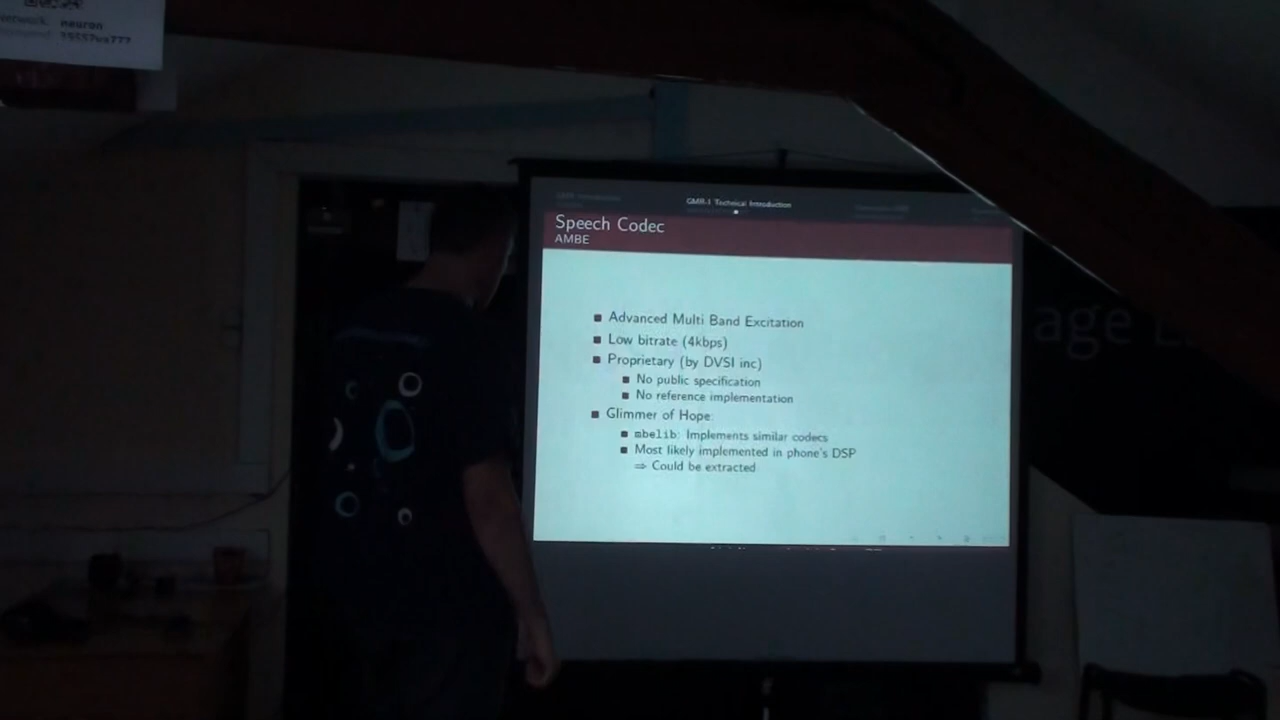 neuron
GMR-1 Technical Introduction
Speech Codec
AMBE
Advanced Multi Band Excitation
Low bitrate (4kbps)
Proprietary (by DVSI inc)
No public specification
No reference implementation
Glimmer of Hope:
mbelib: Implements similar codecs
Most likely implemented in phone's DSP
⇒ Could be extracted
age